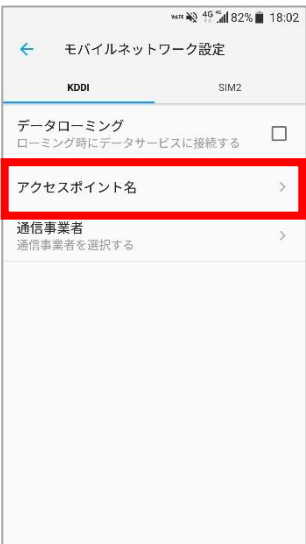 VoLTE 4G 82% 18:02
← モバイルネットワーク設定
KDDI SIM2
データローミング
ローミング時にデータサービスに接続する
アクセスポイント名
通信事業者
通信事業者を選択する